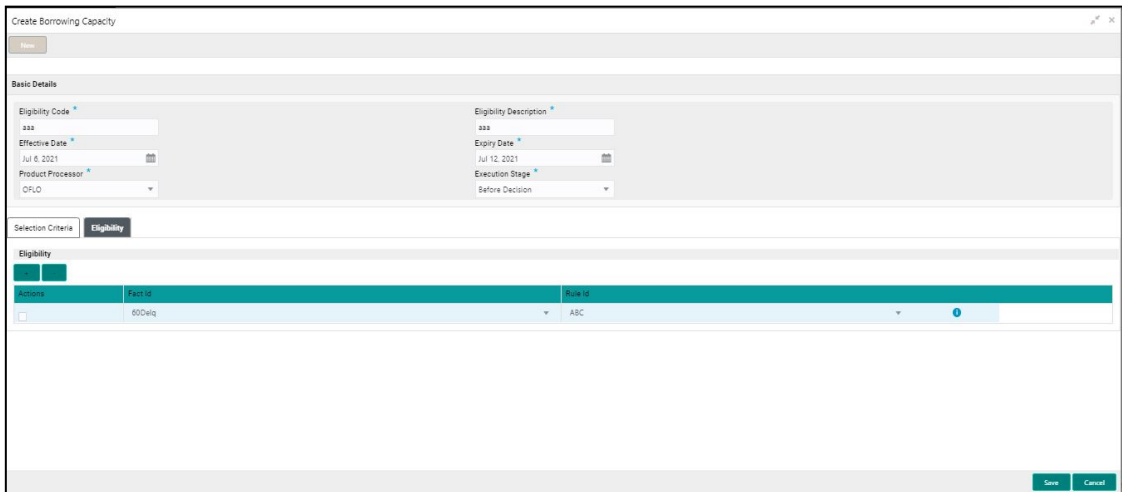 Create Borrowing Capacity
New
Basic Details
Eligibility Code *
Eligibility Description *
aaa
aaa
Effective Date *
Expiry Date *
Jul 6, 2021
Jul 12, 2021
Product Processor *
Execution Stage *
OFLO
Before Decision
Selection Criteria
Eligibility
Eligibility
Actions
Fact Id
Rule Id
60Delq
ABC
Save
Cancel